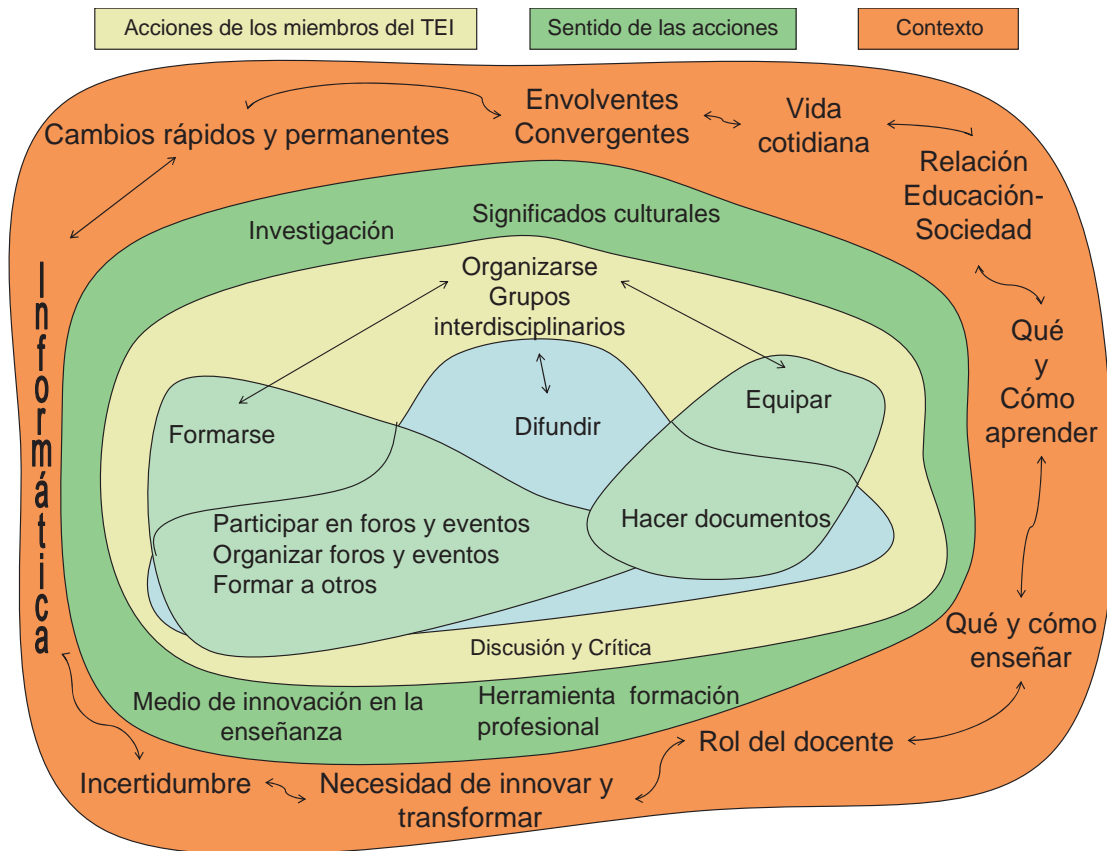 Acciones de los miembros del TEI
Sentido de las acciones
Contexto
Cambios rápidos y permanentes
Envolventes
Convergentes
Vida
cotidiana
Relación
Educación-
Sociedad
Investigación
Significados culturales
Organizarse
Grupos
interdisciplinarios
Informática
Qué
y
Cómo
aprender
Formarse
Difundir
Equipar
Participar en foros y eventos
Organizar foros y eventos
Formar a otros
Hacer documentos
Discusión y Crítica
Qué y cómo
enseñar
Medio de innovación en la
enseñanza
Herramienta formación
profesional
Rol del docente
Incertidumbre
Necesidad de innovar y
transformar